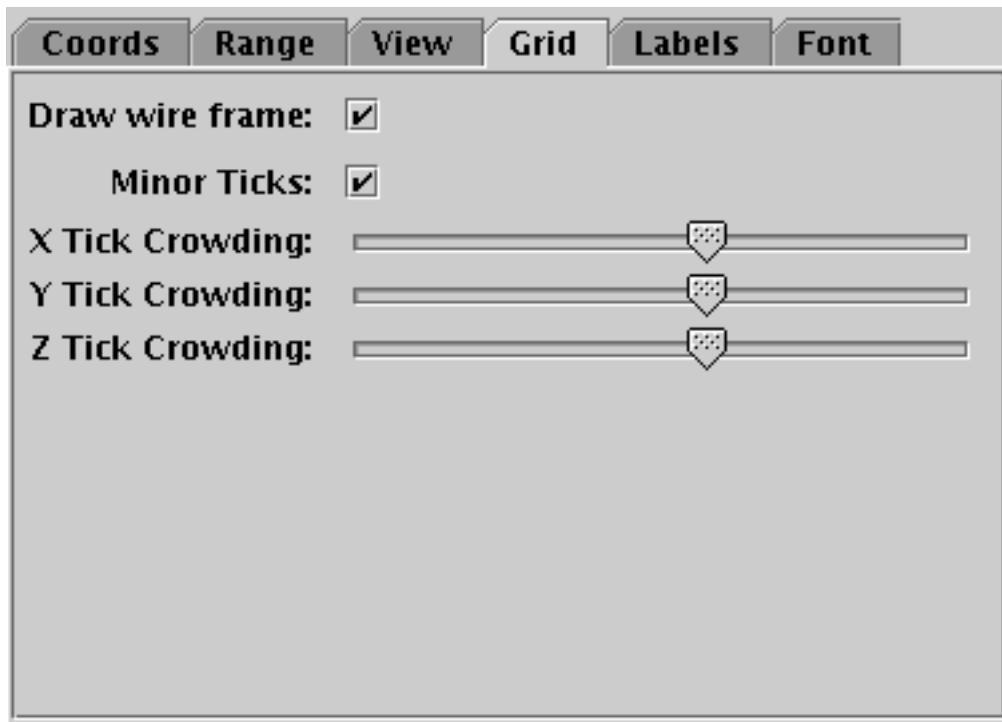 Coords Range View Grid Labels Font
Draw wire frame:
Minor Ticks:
X Tick Crowding:
Y Tick Crowding:
Z Tick Crowding: